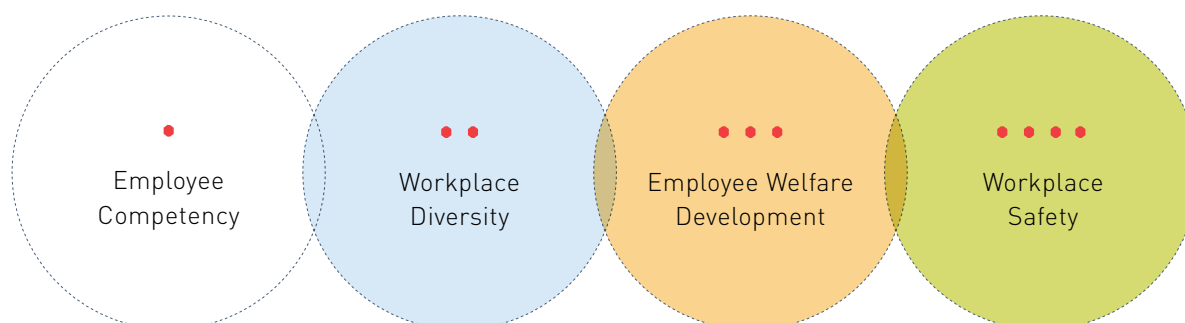 Employee
Competency
Workplace
Diversity
Employee Welfare
Development
Workplace
Safety